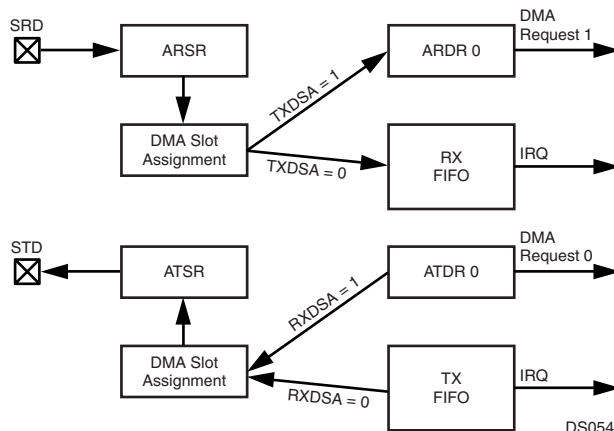 SRD
ARSR
DMA Slot
Assignment
TXDSA = 1
TXDSA = 0
ARDR 0
DMA
Request 1
RX
FIFO
IRQ
STD
ATSR
DMA Slot
Assignment
RXDSA = 1
RXDSA = 0
ATDR 0
DMA
Request 0
TX
FIFO
IRQ
DS054